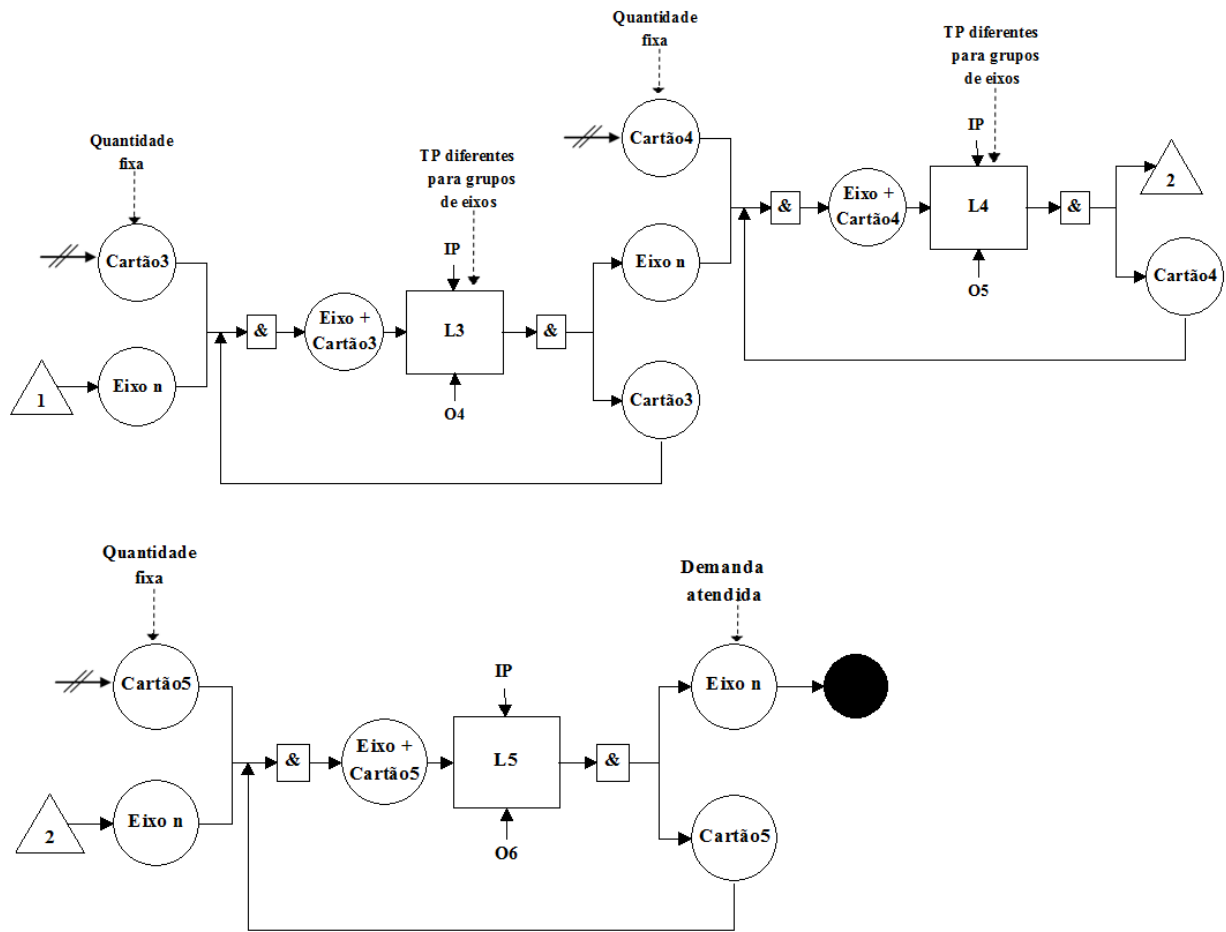 Quantidade
fixa
TP diferentes
para grupos
de eixos
Cartão4
IP
Quantidade
fixa
TP diferentes
para grupos
de eixos
&
Eixo +
Cartão4
L4
&
2
Cartão3
IP
Eixo n
O5
Cartão4
&
Eixo +
Cartão3
L3
&
1
Eixo n
O4
Cartão3
Quantidade
fixa
Demanda
atendida
Cartão5
IP
Eixo n
&
Eixo +
Cartão5
L5
&
2
Eixo n
O6
Cartão5